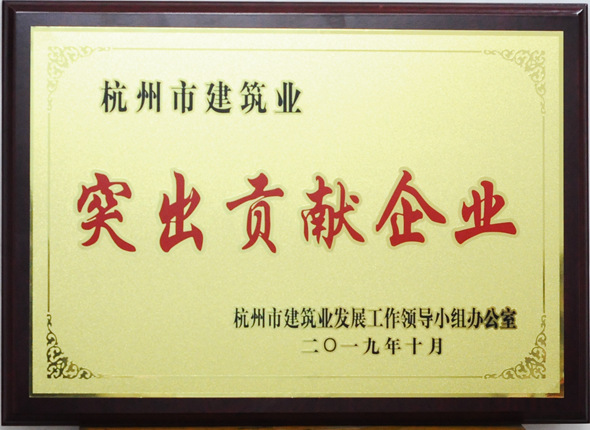 杭州市建筑业
突出贡献企业
杭州市建筑业发展工作领导小组办公室
二〇一九年十月